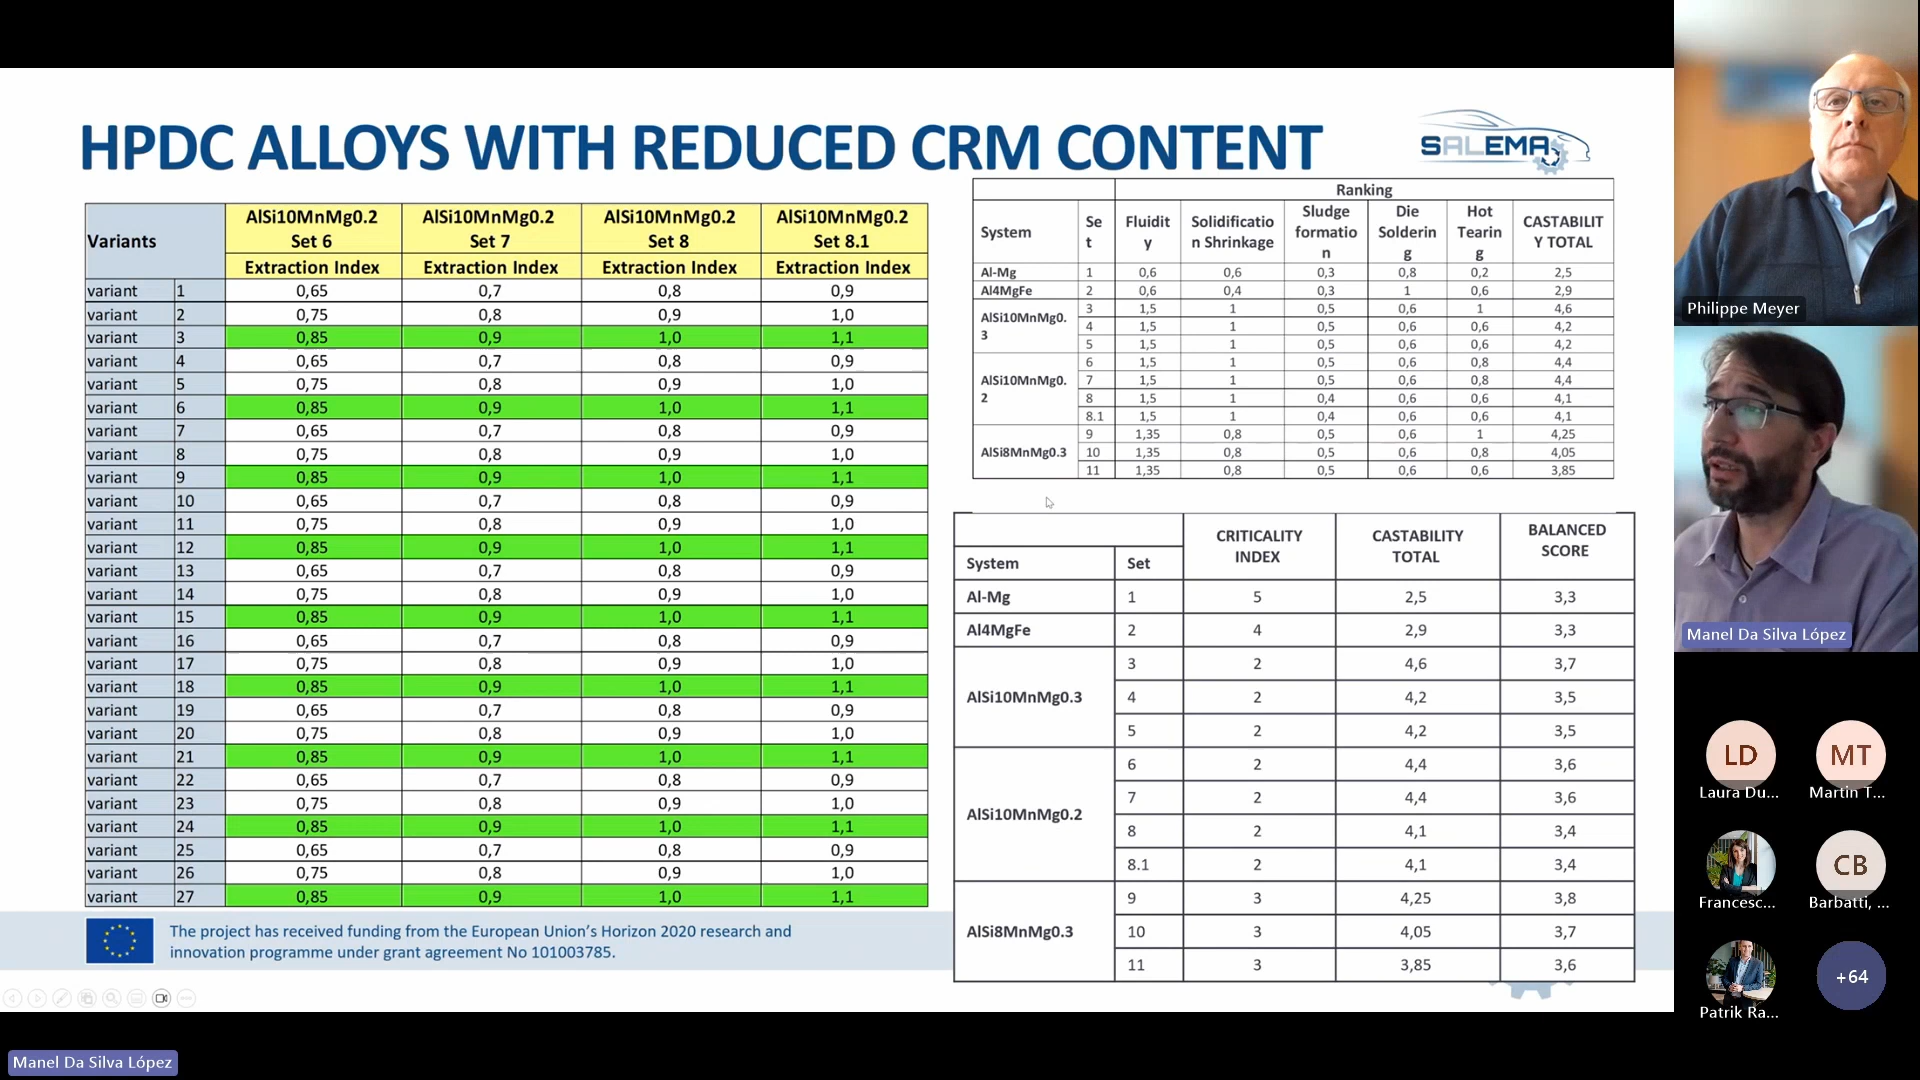 HPDC ALLOYS WITH REDUCED CRM CONTENT
SALEMA
Variants
AlSi10MnMg0.2 AlSi10MnMg0.2 AlSi10MnMg0.2 AlSi10MnMg0.2
Set 6 Set 7 Set 8 Set 8.1
Extraction Index Extraction Index Extraction Index Extraction Index
variant 1 0,65 0,7 0,8 0,9
variant 2 0,75 0,8 0,9 1,0
variant 3 0,85 0,9 1,0 1,1
variant 4 0,65 0,7 0,8 0,9
variant 5 0,75 0,8 0,9 1,0
variant 6 0,85 0,9 1,0 1,1
variant 7 0,65 0,7 0,8 0,9
variant 8 0,75 0,8 0,9 1,0
variant 9 0,85 0,9 1,0 1,1
variant 10 0,65 0,7 0,8 0,9
variant 11 0,75 0,8 0,9 1,0
variant 12 0,85 0,9 1,0 1,1
variant 13 0,65 0,7 0,8 0,9
variant 14 0,75 0,8 0,9 1,0
variant 15 0,85 0,9 1,0 1,1
variant 16 0,65 0,7 0,8 0,9
variant 17 0,75 0,8 0,9 1,0
variant 18 0,85 0,9 1,0 1,1
variant 19 0,65 0,7 0,8 0,9
variant 20 0,75 0,8 0,9 1,0
variant 21 0,85 0,9 1,0 1,1
variant 22 0,65 0,7 0,8 0,9
variant 23 0,75 0,8 0,9 1,0
variant 24 0,85 0,9 1,0 1,1
variant 25 0,65 0,7 0,8 0,9
variant 26 0,75 0,8 0,9 1,0
variant 27 0,85 0,9 1,0 1,1
Ranking
System
Se
t
Fluidit
y
Solidificatio
n Shrinkage
Sludge
formatio
n
Die
Solderin
g
Hot
Tearin
g
CASTABILIT
Y TOTAL
Al-Mg 1 0,6 0,6 0,3 0,8 0,2 2,5
Al4MgFe 2 0,6 0,4 0,3 1 0,6 2,9
AlSi10MnMg0.
3
3 1,5 1 0,5 0,6 1 4,6
4 1,5 1 0,5 0,6 0,6 4,2
5 1,5 1 0,5 0,6 0,6 4,2
AlSi10MnMg0.
2
6 1,5 1 0,5 0,6 0,8 4,4
7 1,5 1 0,5 0,6 0,8 4,4
8 1,5 1 0,4 0,6 0,6 4,1
8.1 1,5 1 0,4 0,6 0,6 4,1
AlSi8MnMg0.3
9 1,35 0,8 0,5 0,6 1 4,25
10 1,35 0,8 0,5 0,6 0,8 4,05
11 1,35 0,8 0,5 0,6 0,6 3,85
System Set
CRITICALITY
INDEX
CASTABILITY
TOTAL
BALANCED
SCORE
Al-Mg 1 5 2,5 3,3
Al4MgFe 2 4 2,9 3,3
AlSi10MnMg0.3
3 2 4,6 3,7
4 2 4,2 3,5
5 2 4,2 3,5
AlSi10MnMg0.2
6 2 4,4 3,6
7 2 4,4 3,6
8 2 4,1 3,4
8.1 2 4,1 3,4
AlSi8MnMg0.3
9 3 4,25 3,8
10 3 4,05 3,7
11 3 3,85 3,6
The project has received funding from the European Union's Horizon 2020 research and
innovation programme under grant agreement No 101003785.
Manel Da Silva López
Philippe Meyer
Manel Da Silva López
LD MT
Laura Du... Martin T...
CB
Francesc... Barbatti, ...
+64
Patrik Ra...